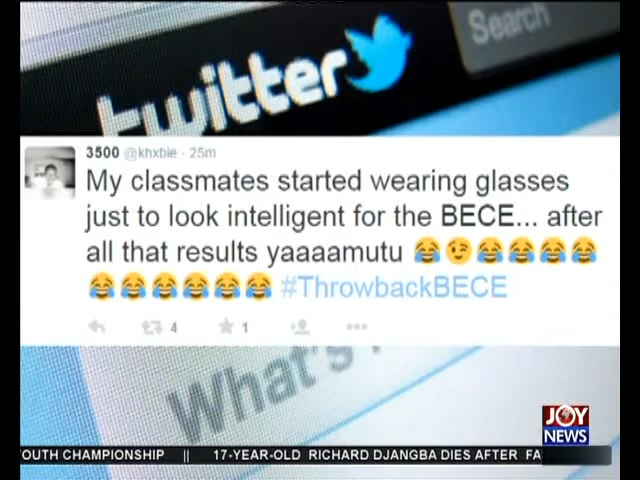 twitter
Search
3500 @khxbie · 25m
My classmates started wearing glasses
just to look intelligent for the BECE... after
all that results yaaaamutu 😂😉😂😂😂😂
😂😂😂😂😂😂 #ThrowbackBECE
4 1
What's
JOY
NEWS
OUTH CHAMPIONSHIP || 17-YEAR-OLD RICHARD DJANGBA DIES AFTER FA